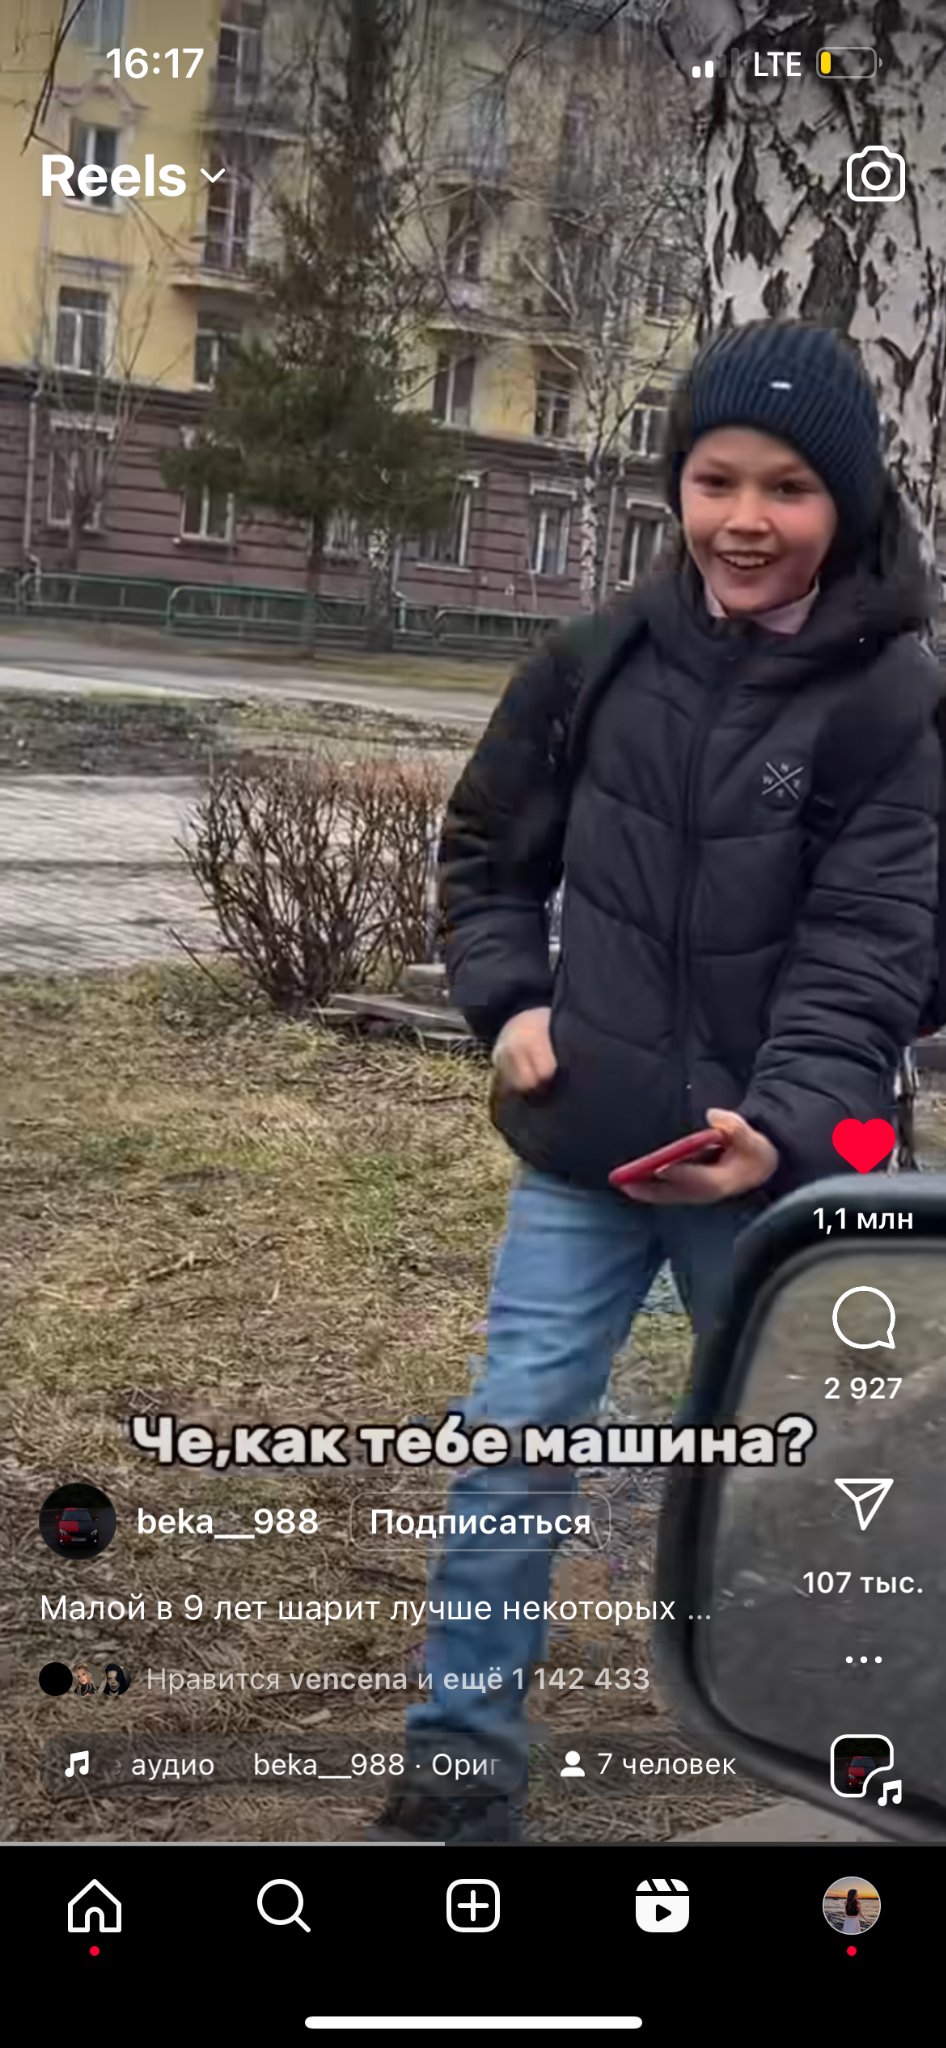 16:17
LTE
Reels
N
W
Че,как тебе машина?
1,1 млн
2 927
107 тыс.
beka__988
Подписаться
Малой в 9 лет шарит лучше некоторых ...
Нравится vencena и ещё 1 142 433
е аудио beka__988 · Ориг
7 человек